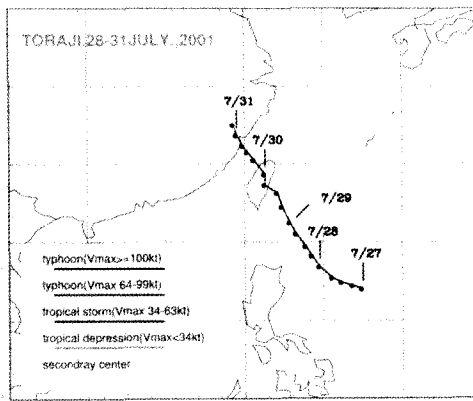 TORAJI,28-31JULY.,2001
7/31
7/30
7/29
7/28
7/27
typhoon(Vmax>=100kt)
typhoon(Vmax 64-99kt)
tropical storm(Vmax 34-63kt)
tropical depression(Vmax<34kt)
secondray center